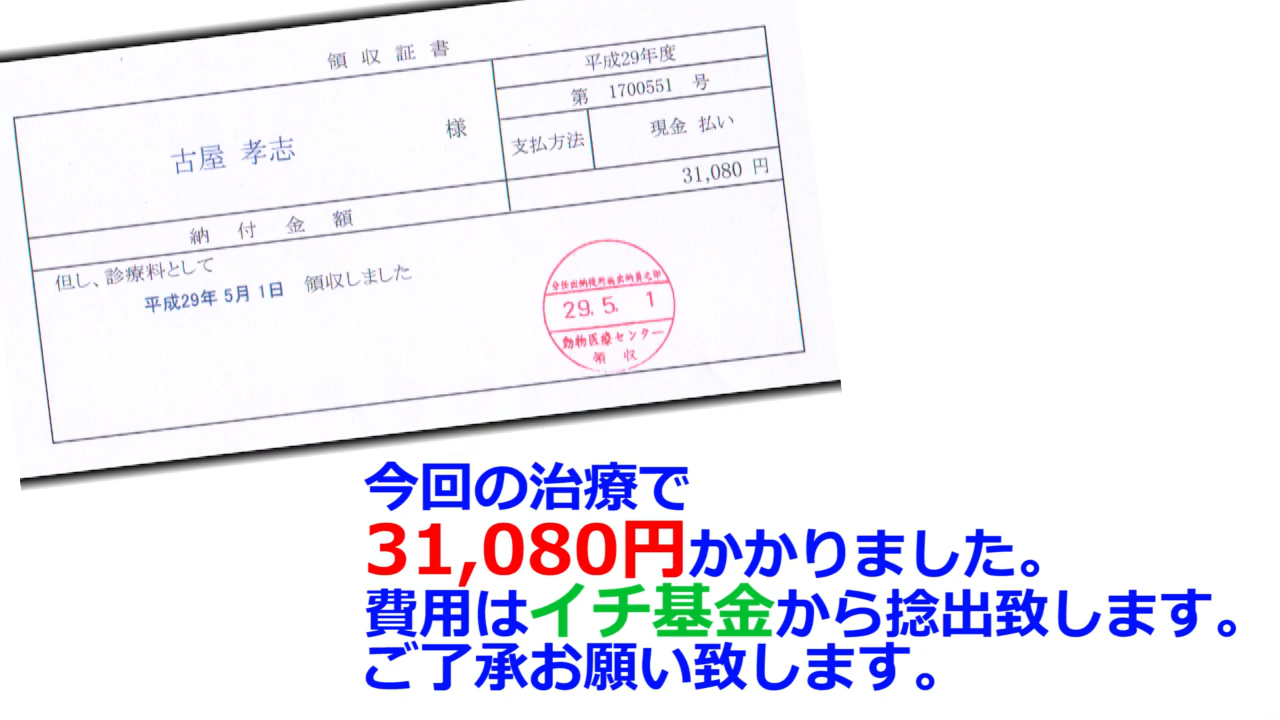 領収証書
平成29年度
第 1700551 号
古屋 孝志 様
支払方法 現金 払い
納付金額 31,080 円
但し、診療料として
平成29年 5月 1日 領収しました
29. 5. 1
動物医療センター
領収
今回の治療で
31,080円かかりました。
費用はイチ基金から捻出致します。
ご了承お願い致します。